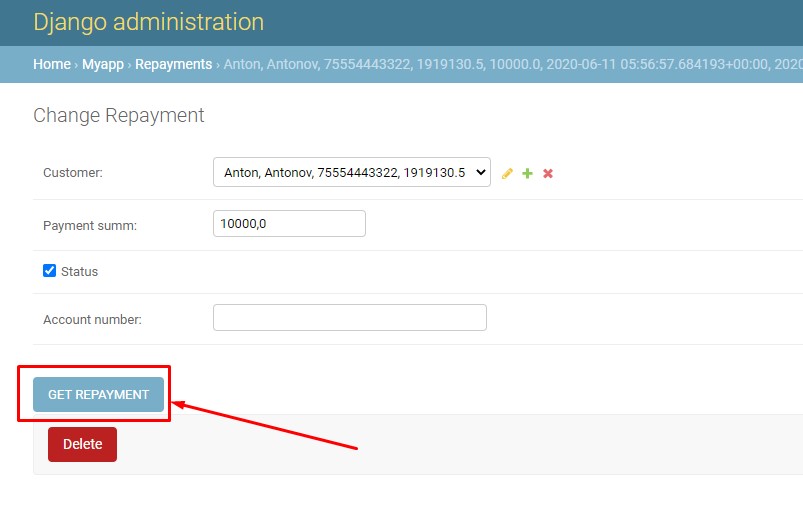 Django administration
Home › Myapp › Repayments › Anton, Antonov, 75554443322, 1919130.5, 10000.0, 2020-06-11 05:56:57.684193+00:00, 2020
Change Repayment
Customer: Anton, Antonov, 75554443322, 1919130.5
Payment summ: 10000,0
Status
Account number:
GET REPAYMENT
Delete